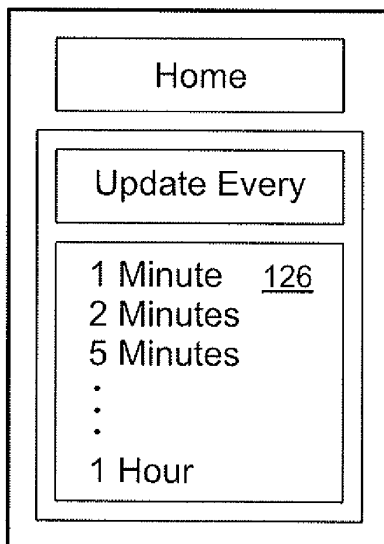 Home
Update Every
1 Minute 126
2 Minutes
5 Minutes
.
.
.
1 Hour